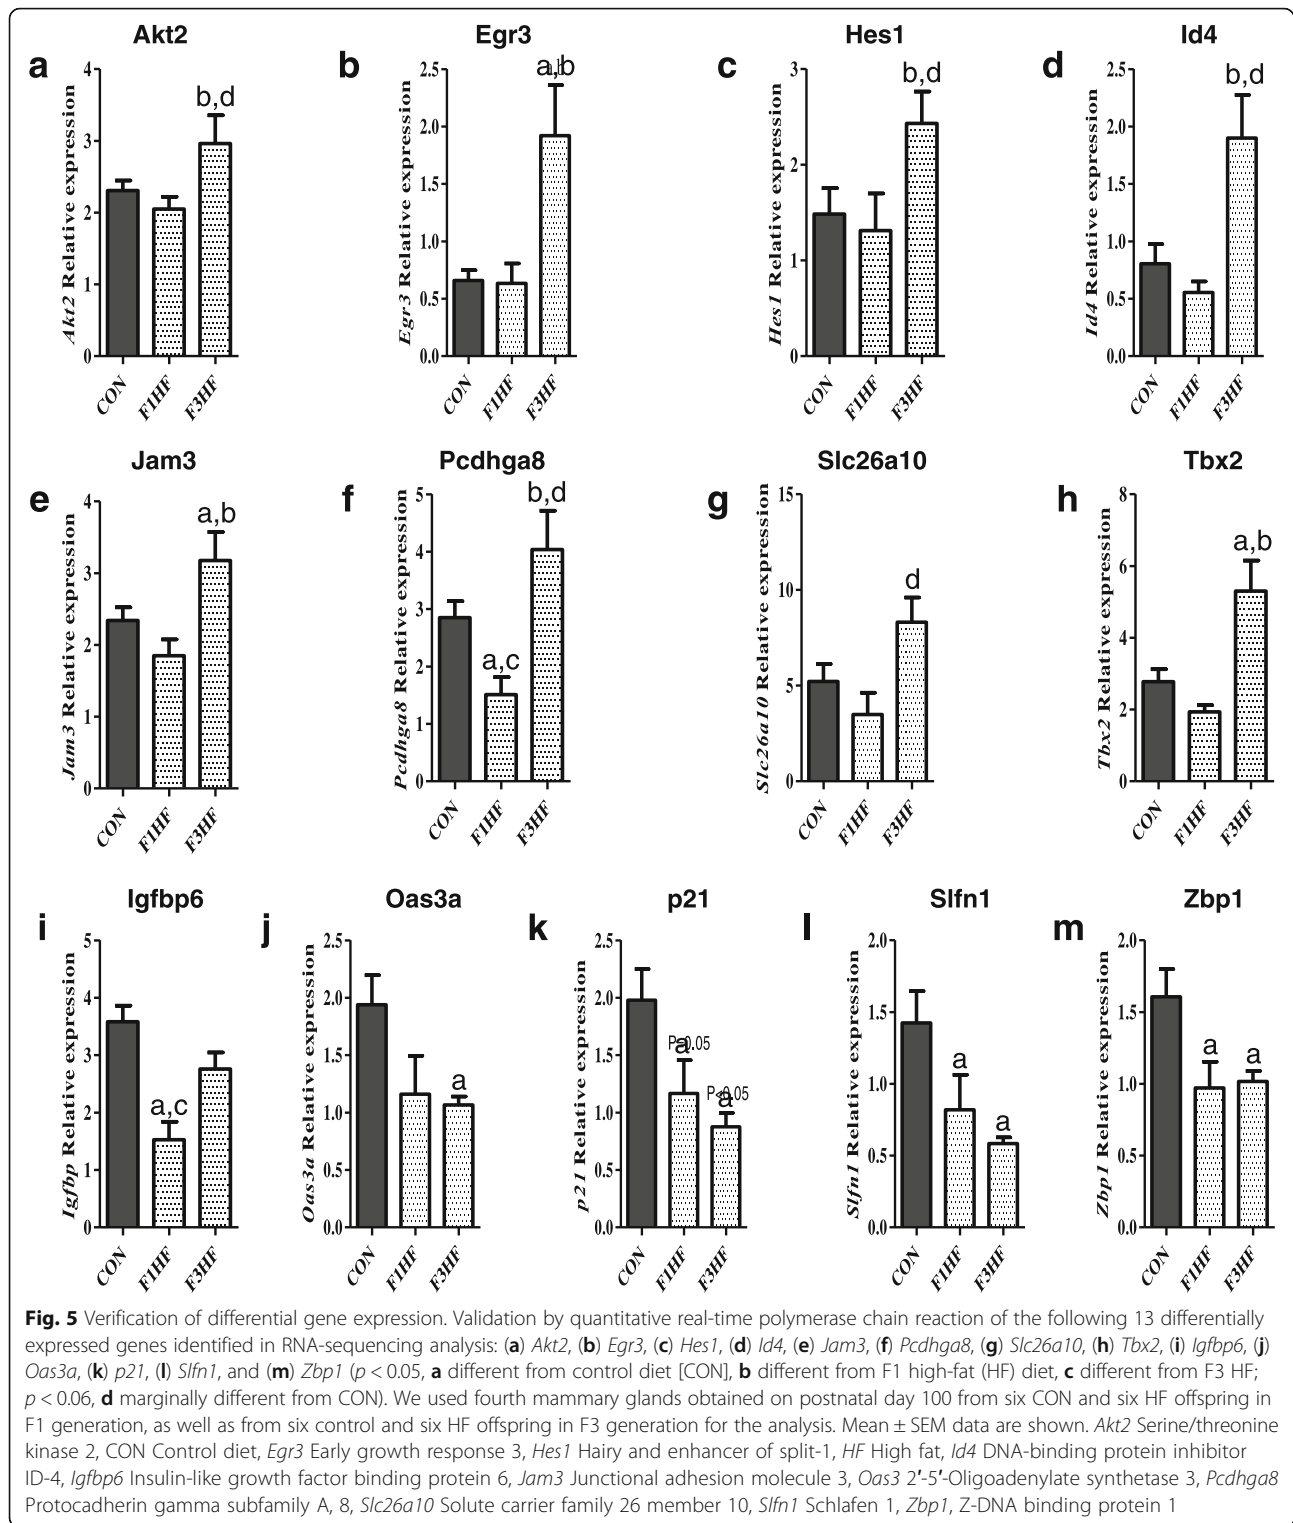 Akt2
Egr3
Hes1
Id4
a
b
c
d
Akt2 Relative expression
4
3
2
1
0
b,d
CON
F1HF
F3HF
Egr3 Relative expression
2.5
2.0
1.5
1.0
0.5
0.0
a,b
CON
F1HF
F3HF
Hes1 Relative expression
3
2
1
0
b,d
CON
F1HF
F3HF
Id4 Relative expression
2.5
2.0
1.5
1.0
0.5
0.0
b,d
CON
F1HF
F3HF
Jam3
Pcdhga8
Slc26a10
Tbx2
e
f
g
h
Jam3 Relative expression
4
3
2
1
0
a,b
CON
F1HF
F3HF
Pcdhga8 Relative expression
5
4
3
2
1
0
a,c
b,d
CON
F1HF
F3HF
Slc26a10 Relative expression
15
10
5
0
d
CON
F1HF
F3HF
Tbx2 Relative expression
8
6
4
2
0
a,b
CON
F1HF
F3HF
Igfbp6
Oas3a
p21
Slfn1
Zbp1
i
j
k
l
m
Igfbp Relative expression
5
4
3
2
1
0
a,c
CON
F1HF
F3HF
Oas3a Relative expression
2.5
2.0
1.5
1.0
0.5
0.0
a
CON
F1HF
F3HF
p21 Relative expression
2.5
2.0
1.5
1.0
0.5
0.0
a
a
CON
F1HF
F3HF
Slfn1 Relative expression
2.0
1.5
1.0
0.5
0.0
a
a
CON
F1HF
F3HF
Zbp1 Relative expression
2.0
1.5
1.0
0.5
0.0
a
a
CON
F1HF
F3HF
Fig. 5 Verification of differential gene expression. Validation by quantitative real-time polymerase chain reaction of the following 13 differentially
expressed genes identified in RNA-sequencing analysis: (a) Akt2, (b) Egr3, (c) Hes1, (d) Id4, (e) Jam3, (f) Pcdhga8, (g) Slc26a10, (h) Tbx2, (i) Igfbp6, (j)
Oas3a, (k) p21, (l) Slfn1, and (m) Zbp1 (p < 0.05, a different from control diet [CON], b different from F1 high-fat (HF) diet, c different from F3 HF;
p < 0.06, d marginally different from CON). We used fourth mammary glands obtained on postnatal day 100 from six CON and six HF offspring in
F1 generation, as well as from six control and six HF offspring in F3 generation for the analysis. Mean ± SEM data are shown. Akt2 Serine/threonine
kinase 2, CON Control diet, Egr3 Early growth response 3, Hes1 Hairy and enhancer of split-1, HF High fat, Id4 DNA-binding protein inhibitor
ID-4, Igfbp6 Insulin-like growth factor binding protein 6, Jam3 Junctional adhesion molecule 3, Oas3 2′-5′-Oligoadenylate synthetase 3, Pcdhga8
Protocadherin gamma subfamily A, 8, Slc26a10 Solute carrier family 26 member 10, Slfn1 Schlafen 1, Zbp1, Z-DNA binding protein 1